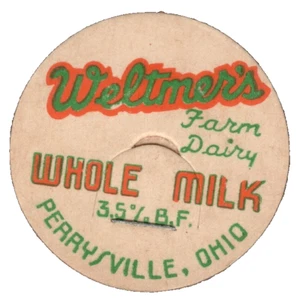 Weltmer's
Farm
Dairy
WHOLE MILK
3.5% B.F.
PERRYSVILLE, OHIO